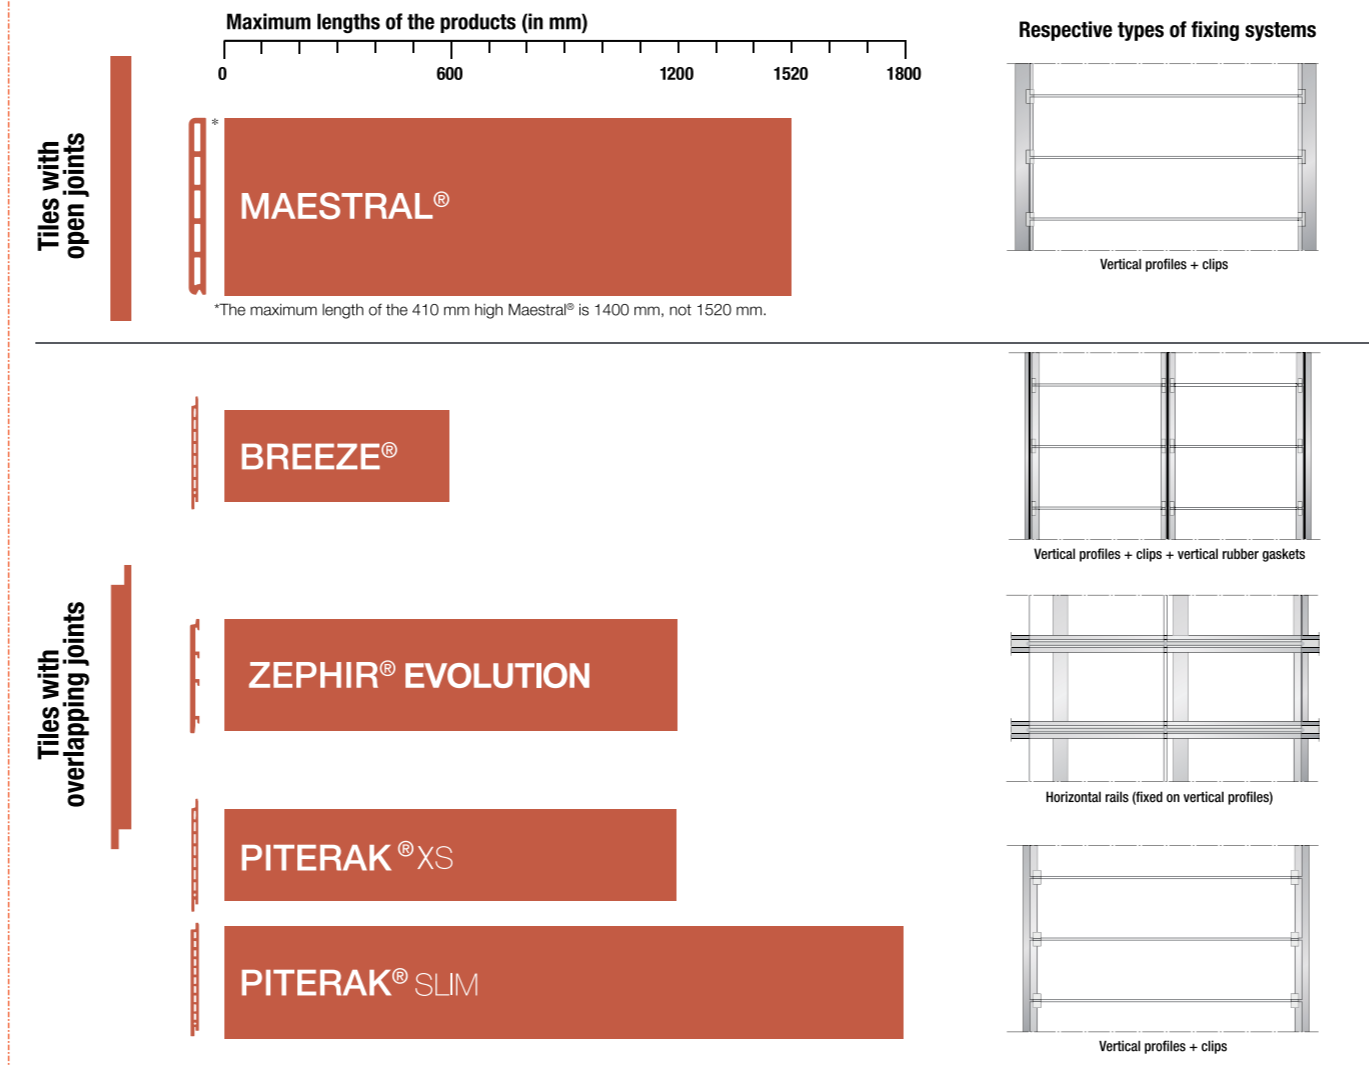 Maximum lengths of the products (in mm)
0 600 1200 1520 1800
Respective types of fixing systems
Tiles with
open joints
*
MAESTRAL®
*The maximum length of the 410 mm high Maestral® is 1400 mm, not 1520 mm.
Vertical profiles + clips
Tiles with
overlapping joints
BREEZE®
Vertical profiles + clips + vertical rubber gaskets
ZEPHIR® EVOLUTION
Horizontal rails (fixed on vertical profiles)
PITERAK® XS
PITERAK® SLIM
Vertical profiles + clips